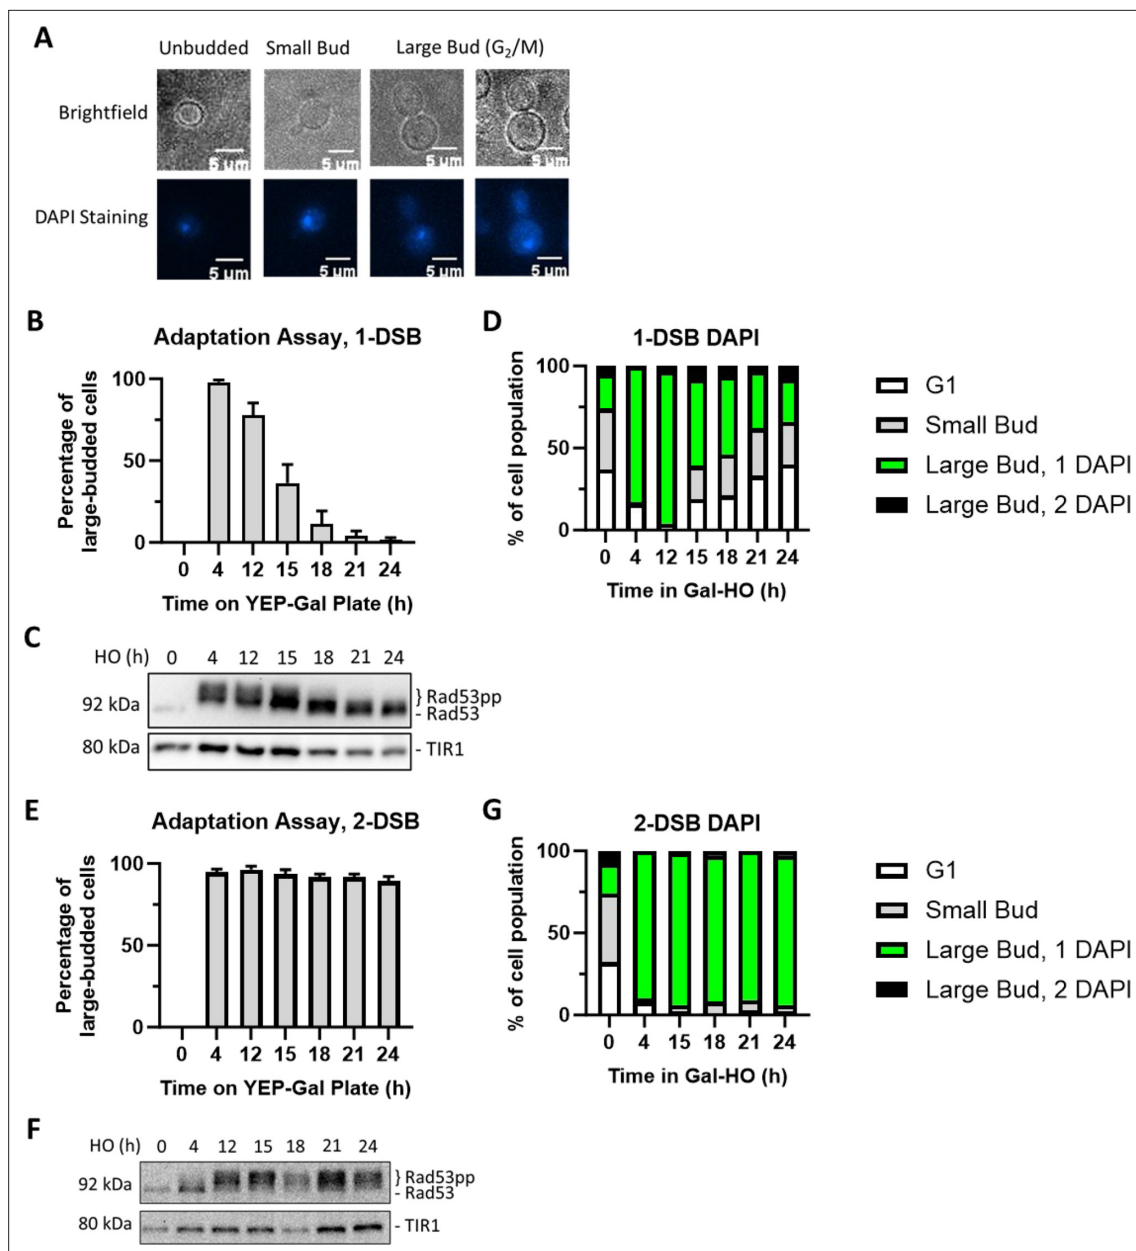 A
Unbudded Small Bud Large Bud (G₂/M)
Brightfield
5 µm 5 µm 5 µm 5 µm
DAPI Staining
5 µm 5 µm 5 µm 5 µm
B
Adaptation Assay, 1-DSB
Percentage of
large-budded cells
100
50
0
0 4 12 15 18 21 24
Time on YEP-Gal Plate (h)
D
1-DSB DAPI
% of cell population
100
50
0
0 4 12 15 18 21 24
Time in Gal-HO (h)
G1
Small Bud
Large Bud, 1 DAPI
Large Bud, 2 DAPI
C
HO (h) 0 4 12 15 18 21 24
92 kDa } Rad53pp
- Rad53
80 kDa - TIR1
E
Adaptation Assay, 2-DSB
Percentage of
large-budded cells
100
50
0
0 4 12 15 18 21 24
Time on YEP-Gal Plate (h)
G
2-DSB DAPI
% of cell population
100
50
0
0 4 15 18 21 24
Time in Gal-HO (h)
G1
Small Bud
Large Bud, 1 DAPI
Large Bud, 2 DAPI
F
HO (h) 0 4 12 15 18 21 24
92 kDa } Rad53pp
- Rad53
80 kDa - TIR1